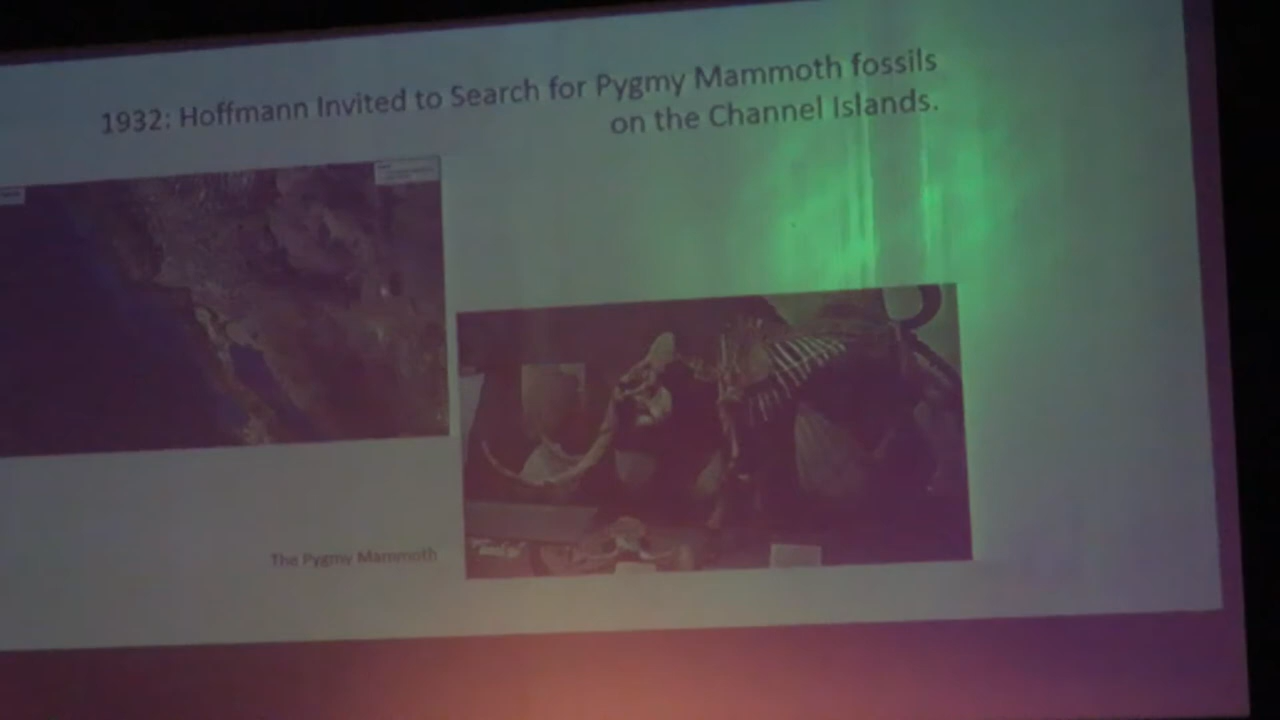 1932: Hoffmann Invited to Search for Pygmy Mammoth fossils
on the Channel Islands.
The Pygmy Mammoth